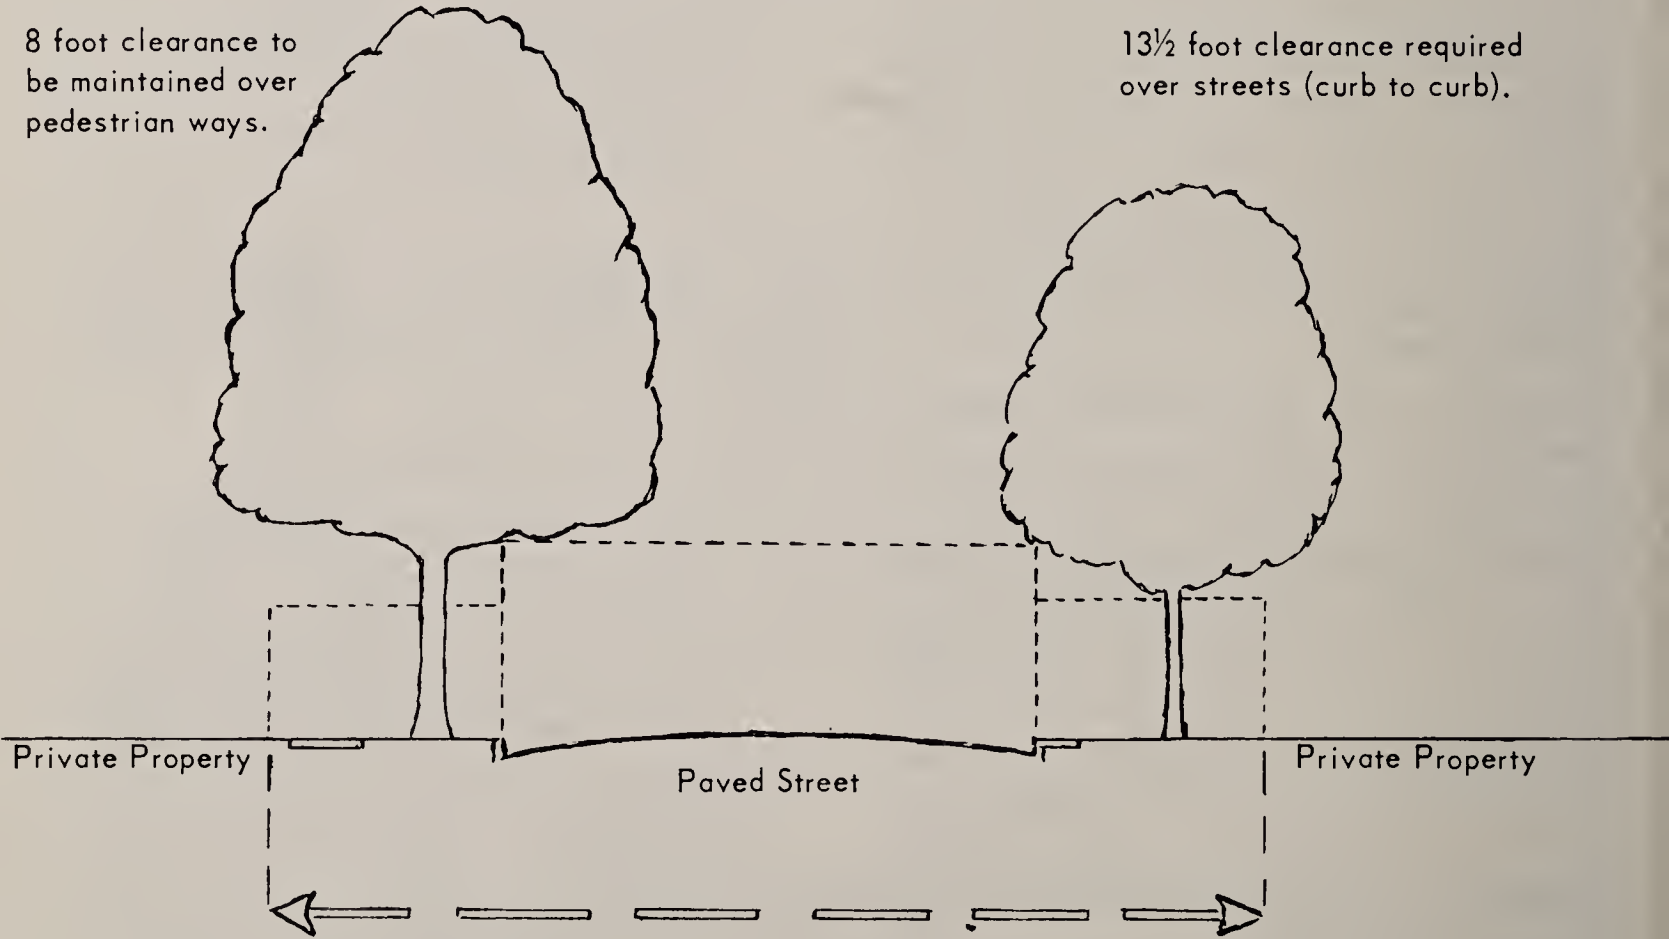 8 foot clearance to
be maintained over
pedestrian ways.
13½ foot clearance required
over streets (curb to curb).
Private Property
Paved Street
Private Property